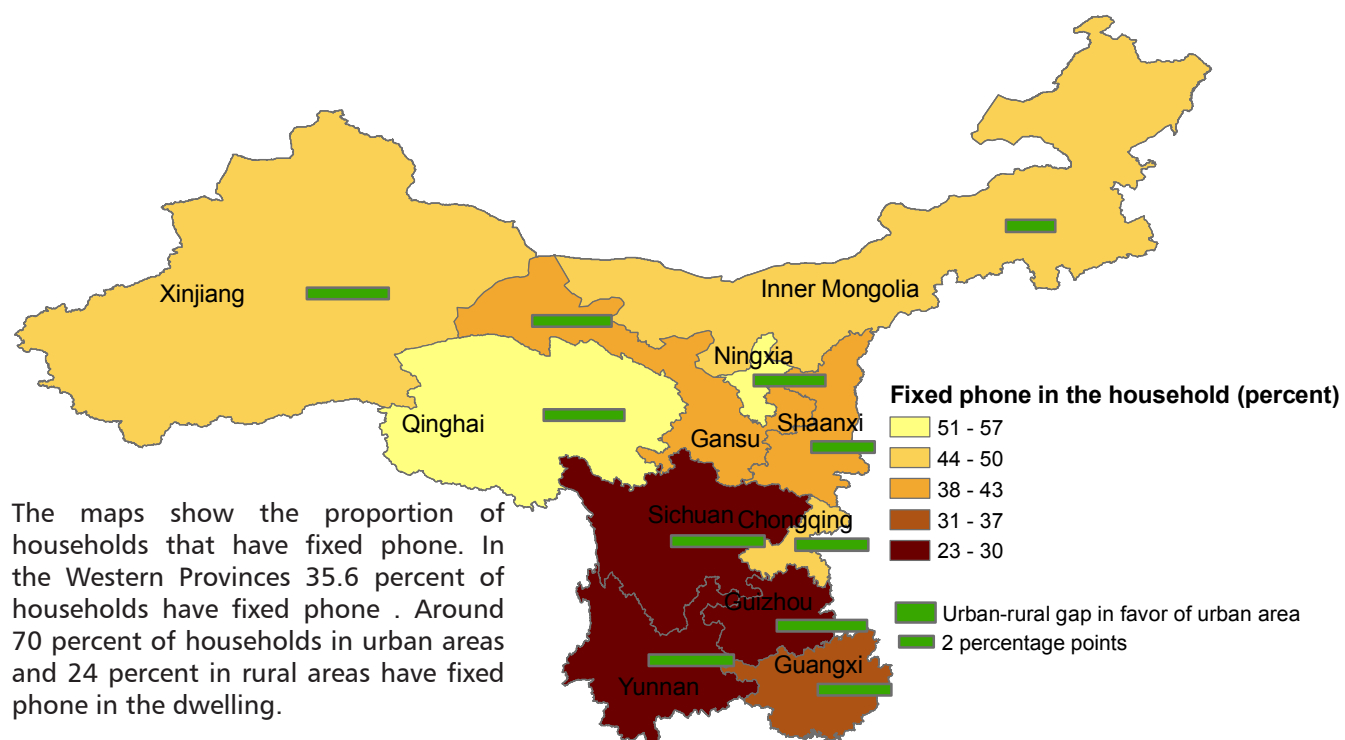 Xinjiang
Inner Mongolia
Ningxia
Qinghai
Gansu
Shaanxi
Sichuan
Chongqing
Guizhou
Yunnan
Guangxi
Fixed phone in the household (percent)
51 - 57
44 - 50
38 - 43
31 - 37
23 - 30
Urban-rural gap in favor of urban area
2 percentage points
The maps show the proportion of
households that have fixed phone. In
the Western Provinces 35.6 percent of
households have fixed phone . Around
70 percent of households in urban areas
and 24 percent in rural areas have fixed
phone in the dwelling.